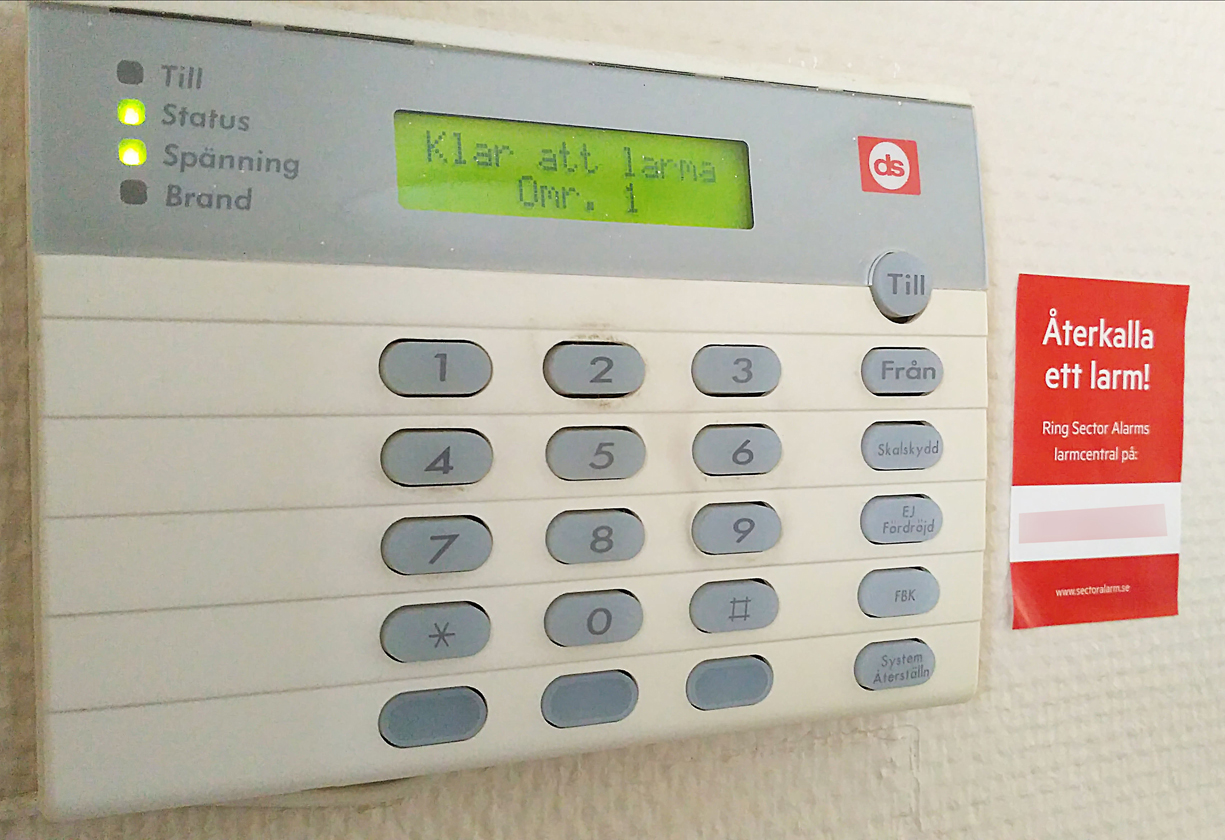 Till
Status
Spänning
Brand
Klar att larma
Omr. 1
ds
Till
1
2
3
Från
4
5
6
Skalskydd
7
8
9
EJ
Fördröjd
*
0
#
FBK
System
Återställn
Återkalla
ett larm!
Ring Sector Alarms
larmcentral på:
www.sectoralarm.se